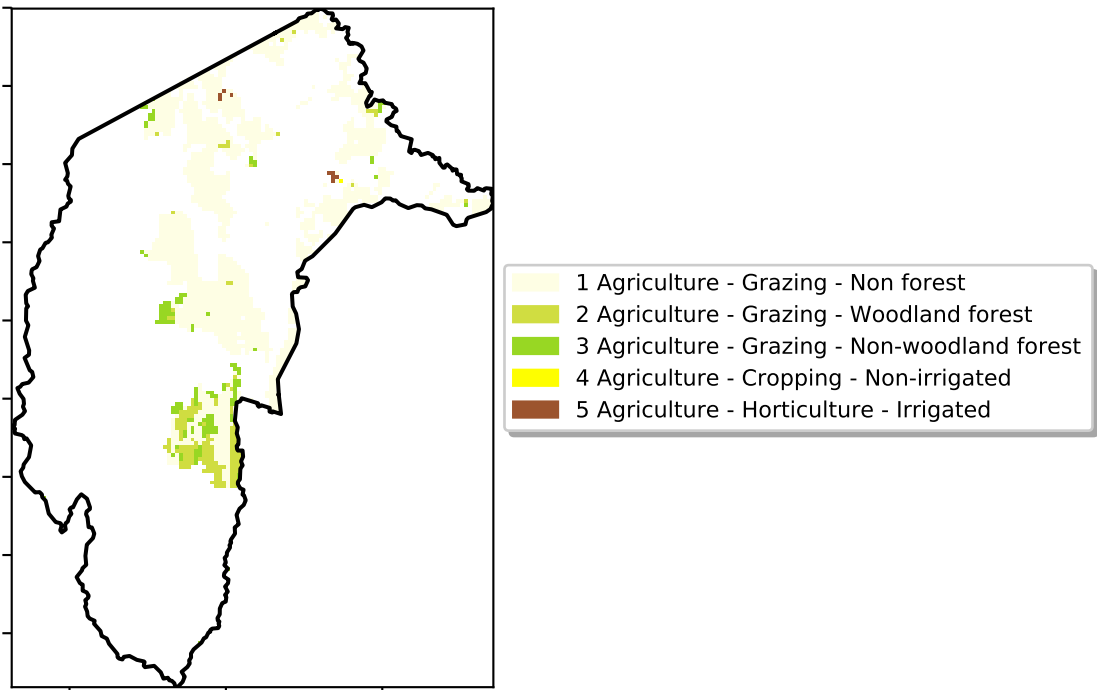 1 Agriculture - Grazing - Non forest
2 Agriculture - Grazing - Woodland forest
3 Agriculture - Grazing - Non-woodland forest
4 Agriculture - Cropping - Non-irrigated
5 Agriculture - Horticulture - Irrigated